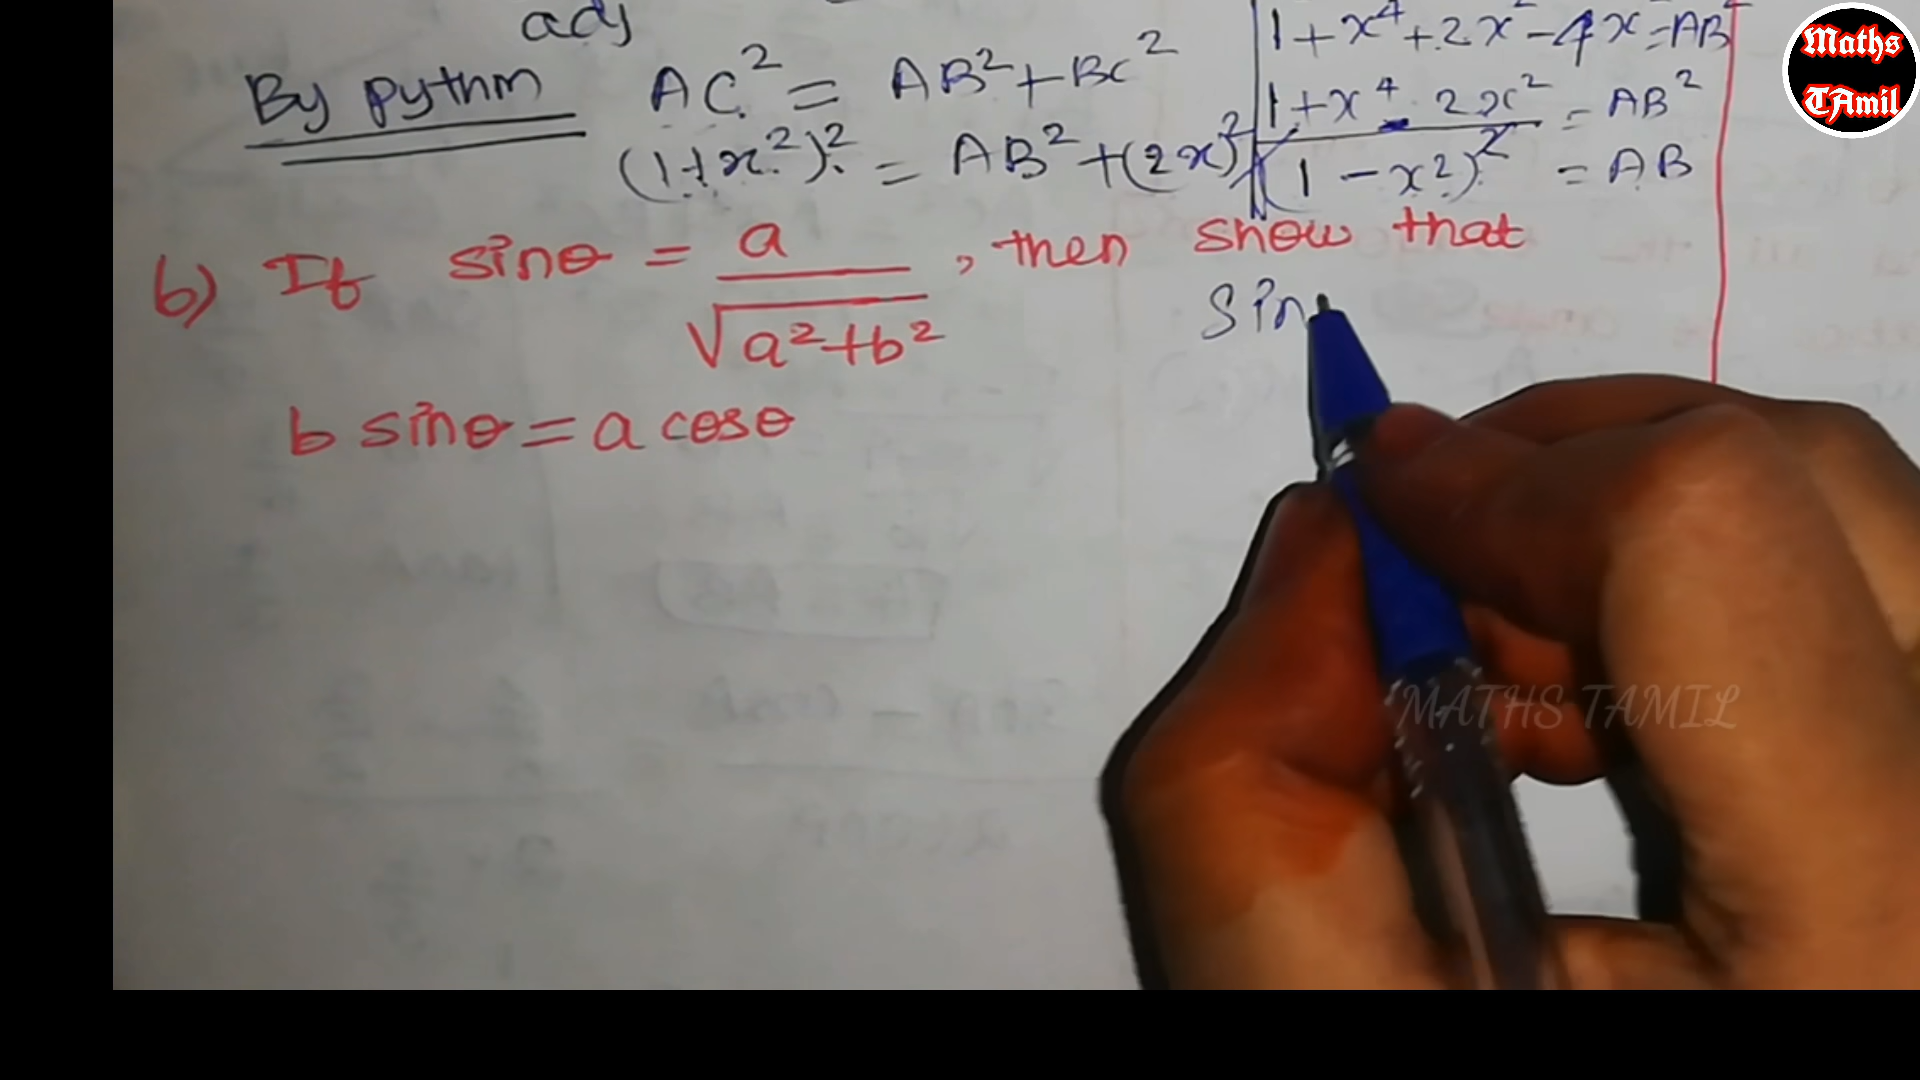 adj
By pythm AC² = AB²+BC²
(1+x²)² = AB²+(2x)²
1+x⁴+2x²-4x²=AB²
1+x⁴-2x² = AB²
(1-x²)² = AB
b) If sinθ = a/√a²+b², then show that
sin
b sinθ = a cosθ
MATHS TAMIL
Maths
TAmil